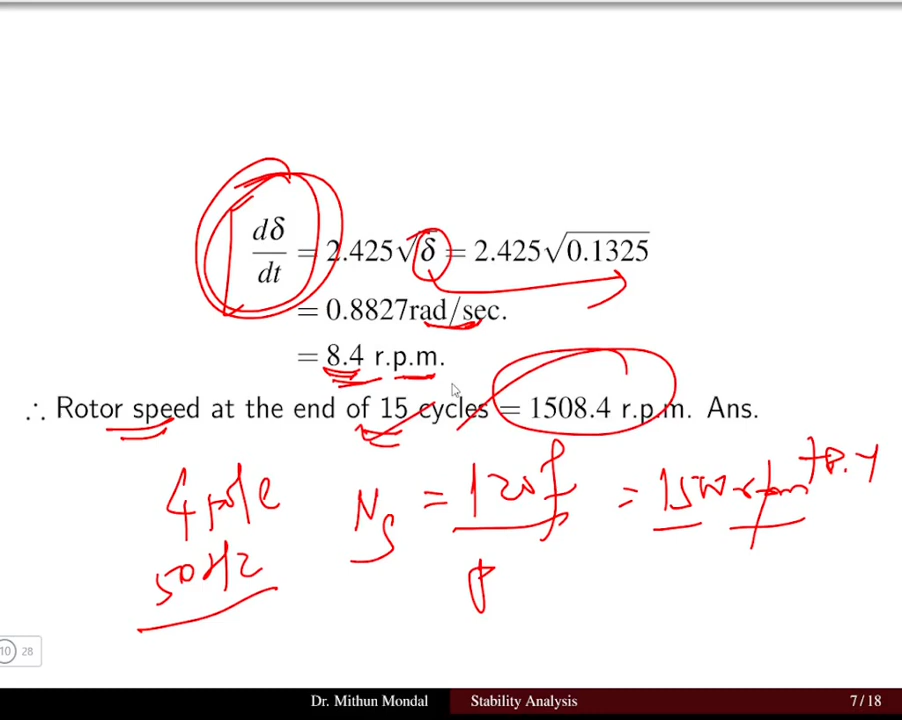 dδ/dt = 2.425√δ = 2.425√0.1325
= 0.8827rad/sec.
= 8.4 r.p.m.
∴ Rotor speed at the end of 15 cycles = 1508.4 r.p.m. Ans.
4 pole Ns = 120f/P = 1500 rpm +8.4
50Hz
10 28
Dr. Mithun Mondal Stability Analysis 7 / 18